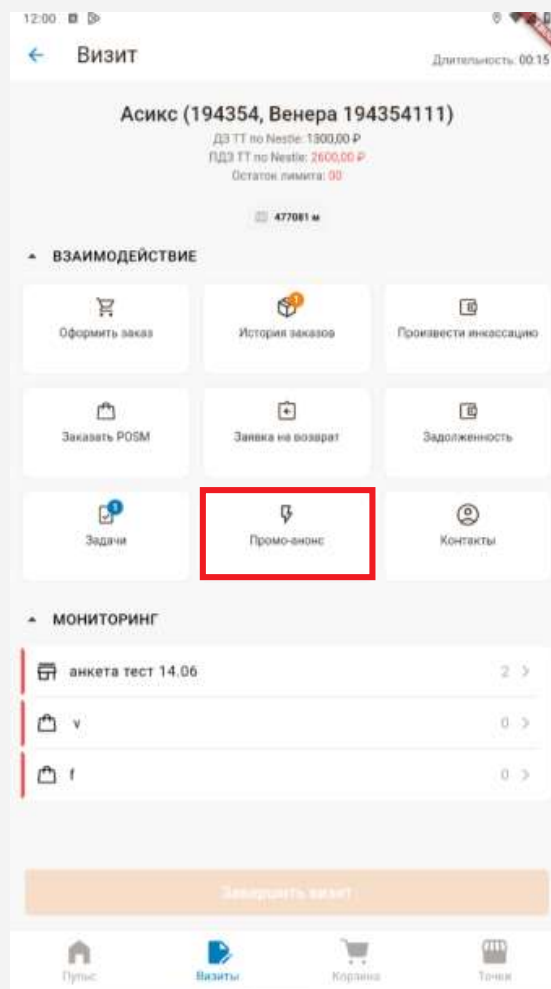 12:00
Визит
Длительность: 00:15
Асикс (194354, Венера 194354111)
ДЗ ТТ по Nestle: 1300,00 ₽
ПДЗ ТТ по Nestle: 2600,00 ₽
Остаток лимита: 00
477081 м
ВЗАИМОДЕЙСТВИЕ
Оформить заказ
1
История заказов
Произвести инкассацию
Заказать POSM
Заявка на возврат
Задолженность
Задачи
Промо-анонс
Контакты
МОНИТОРИНГ
анкета тест 14.06 2
v 0
f 0
Завершить визит
Пульс
Визиты
Корзина
Точки